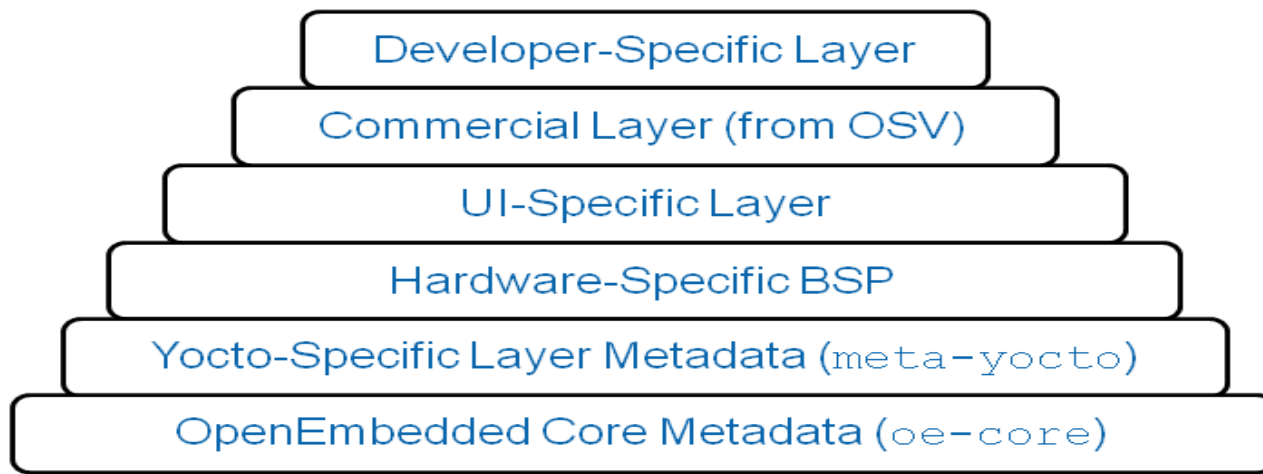 Developer-Specific Layer
Commercial Layer (from OSV)
UI-Specific Layer
Hardware-Specific BSP
Yocto-Specific Layer Metadata (meta-yocto)
OpenEmbedded Core Metadata (oe-core)